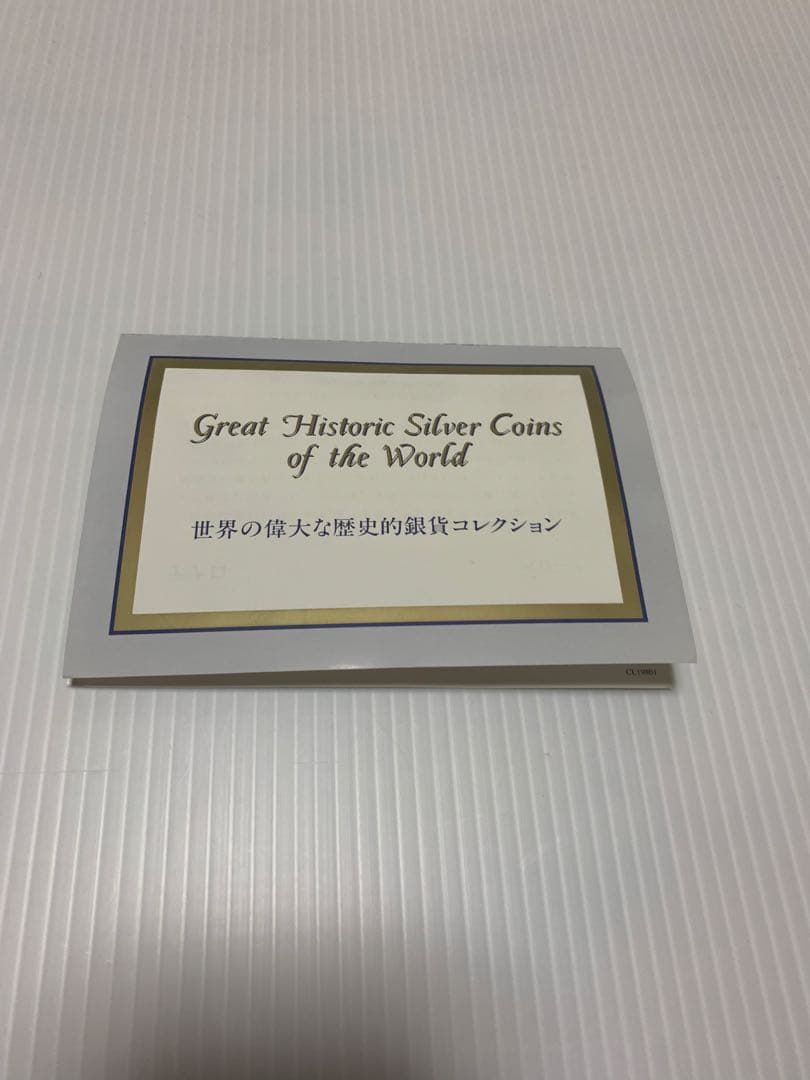 Great Historic Silver Coins
of the World
世界の偉大な歴史的銀貨コレクション